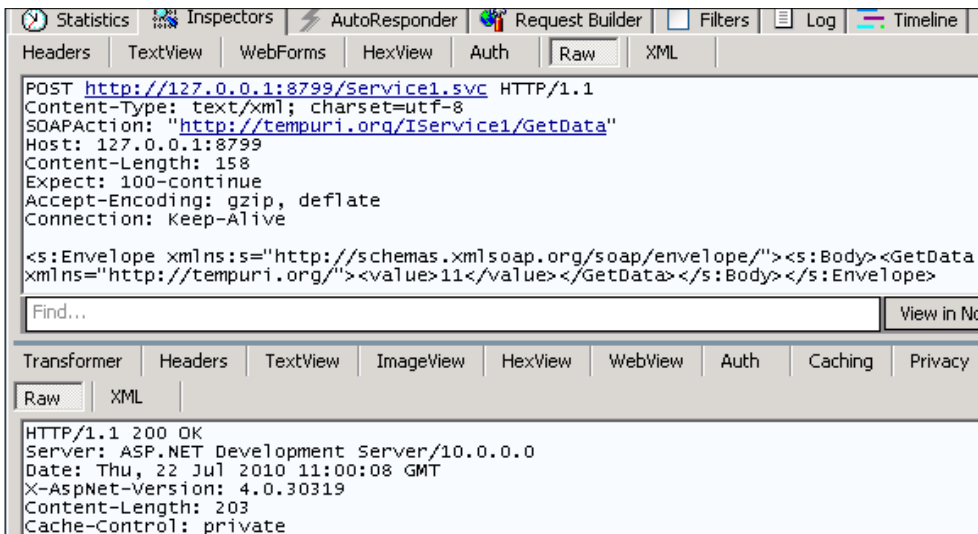 Statistics Inspectors AutoResponder Request Builder Filters Log Timeline
Headers TextView WebForms HexView Auth Raw XML
POST http://127.0.0.1:8799/Service1.svc HTTP/1.1
Content-Type: text/xml; charset=utf-8
SOAPAction: "http://tempuri.org/IService1/GetData"
Host: 127.0.0.1:8799
Content-Length: 158
Expect: 100-continue
Accept-Encoding: gzip, deflate
Connection: Keep-Alive
<s:Envelope xmlns:s="http://schemas.xmlsoap.org/soap/envelope/"><s:Body><GetData
xmlns="http://tempuri.org/"><value>11</value></GetData></s:Body></s:Envelope>
Find... View in No
Transformer Headers TextView ImageView HexView WebView Auth Caching Privacy
Raw XML
HTTP/1.1 200 OK
Server: ASP.NET Development Server/10.0.0.0
Date: Thu, 22 Jul 2010 11:00:08 GMT
X-AspNet-Version: 4.0.30319
Content-Length: 203
Cache-Control: private